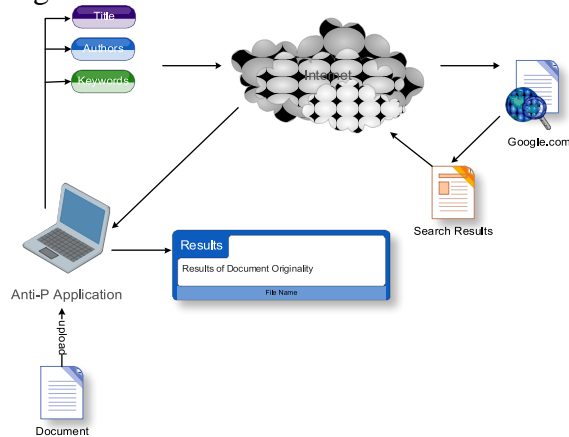 Title
Authors
Keywords
Internet
Google.com
Search Results
Results
Results of Document Originality
File Name
Anti-P Application
upload
Document